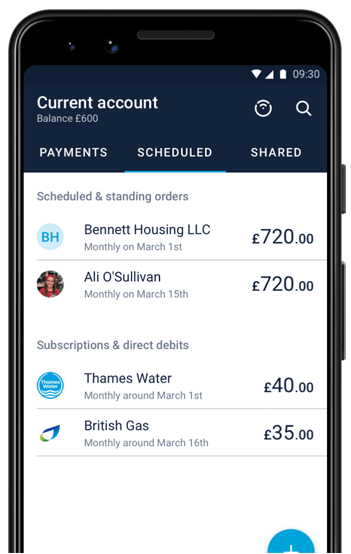 09:30
Current account
Balance £600
PAYMENTS SCHEDULED SHARED
Scheduled & standing orders
BH Bennett Housing LLC £720.00
Monthly on March 1st
Ali O'Sullivan £720.00
Monthly on March 15th
Subscriptions & direct debits
Thames Water Thames Water £40.00
Monthly around March 1st
British Gas £35.00
Monthly around March 16th